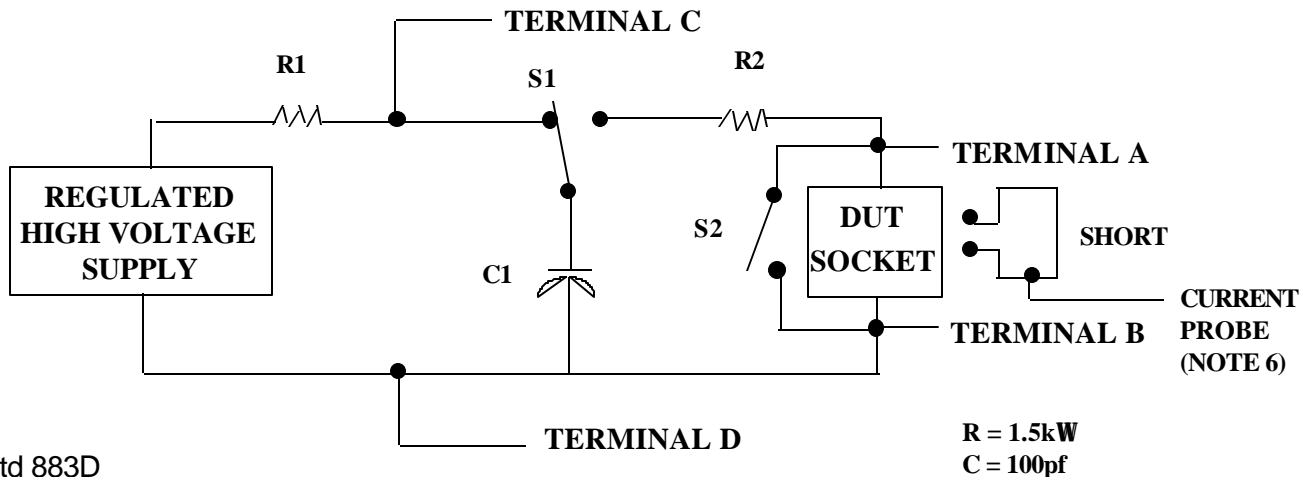 TERMINAL C
R1
S1
R2
TERMINAL A
REGULATED
HIGH VOLTAGE
SUPPLY
C1
S2
DUT
SOCKET
SHORT
CURRENT
PROBE
(NOTE 6)
TERMINAL B
TERMINAL D
R = 1.5kW
C = 100pf
td 883D